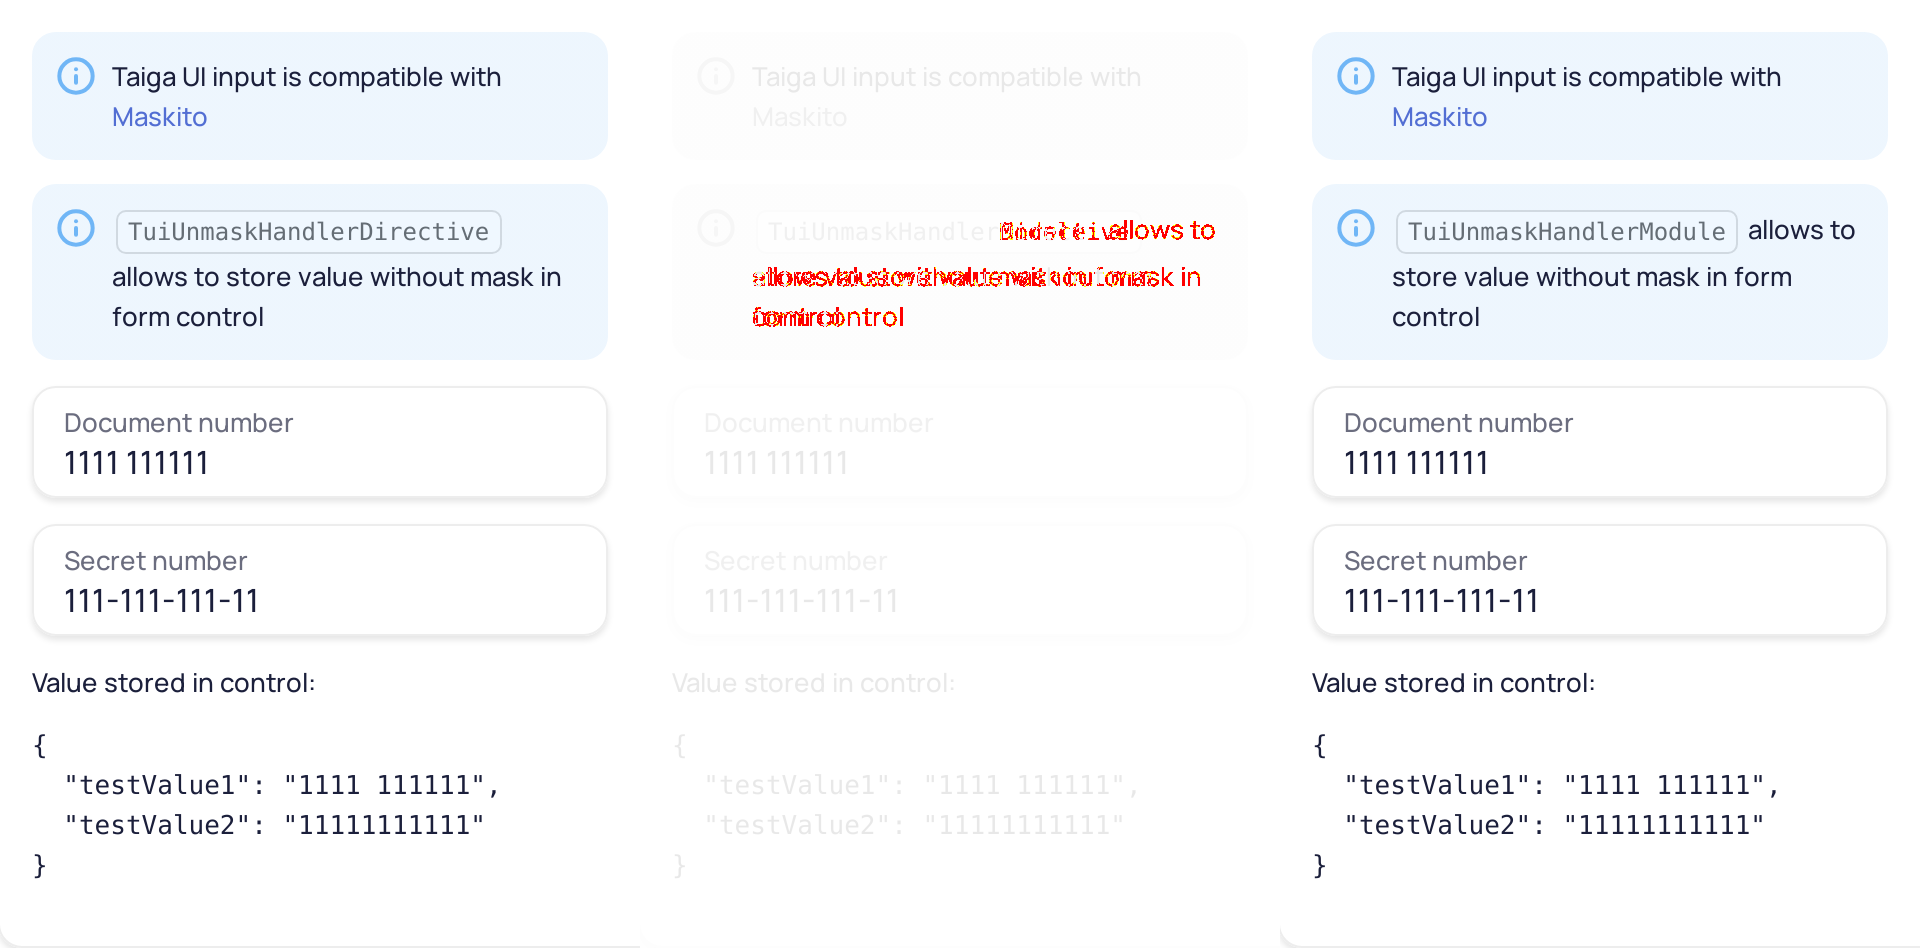 Taiga UI input is compatible with
Maskito
TuiUnmaskHandlerDirective
allows to store value without mask in
form control
Document number
1111 111111
Secret number
111-111-111-11
Value stored in control:
{
"testValue1": "1111 111111",
"testValue2": "11111111111"
}
Taiga UI input is compatible with
Maskito
TuiUnmaskHandler allows to
mask in
control
Document number
1111 111111
Secret number
111-111-111-11
Value stored in control:
{
"testValue1": "1111 111111",
"testValue2": "11111111111"
}
Taiga UI input is compatible with
Maskito
TuiUnmaskHandlerModule allows to
store value without mask in form
control
Document number
1111 111111
Secret number
111-111-111-11
Value stored in control:
{
"testValue1": "1111 111111",
"testValue2": "11111111111"
}